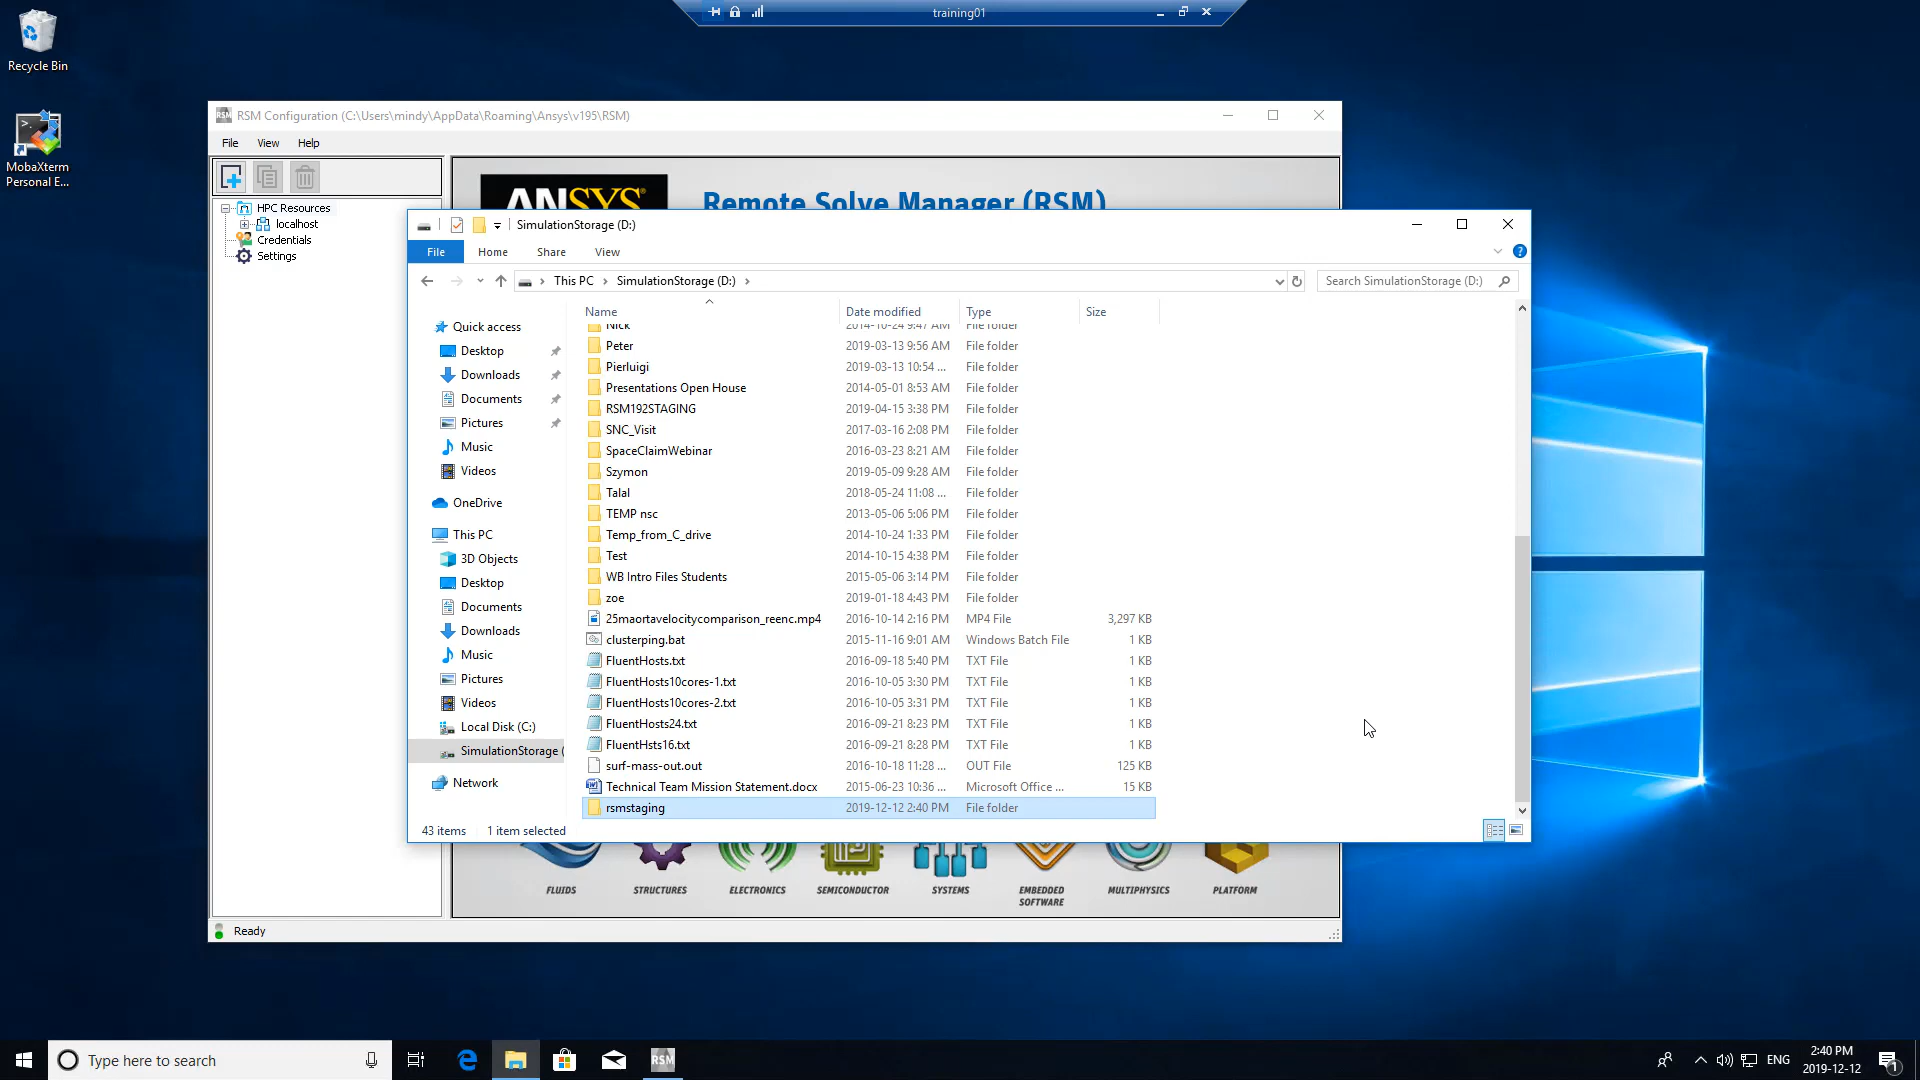 training01
Recycle Bin
MobaXterm
Personal E...
RSM Configuration (C:\Users\mindy\AppData\Roaming\Ansys\v195\RSM)
File View Help
HPC Resources
localhost
Credentials
Settings
ANSYS
Remote Solve Manager (RSM)
SimulationStorage (D:)
File Home Share View
This PC > SimulationStorage (D:) >
Search SimulationStorage (D:)
Quick access
Desktop
Downloads
Documents
Pictures
Music
Videos
OneDrive
This PC
3D Objects
Desktop
Documents
Downloads
Music
Pictures
Videos
Local Disk (C:)
SimulationStorage (
Network
Name Date modified Type Size
Nick 2014-10-24 9:47 AM File folder
Peter 2019-03-13 9:56 AM File folder
Pierluigi 2019-03-13 10:54 ... File folder
Presentations Open House 2014-05-01 8:53 AM File folder
RSM192STAGING 2019-04-15 3:38 PM File folder
SNC_Visit 2017-03-16 2:08 PM File folder
SpaceClaimWebinar 2016-03-23 8:21 AM File folder
Szymon 2019-05-09 9:28 AM File folder
Talal 2018-05-24 11:08 ... File folder
TEMP nsc 2013-05-06 5:06 PM File folder
Temp_from_C_drive 2014-10-24 1:33 PM File folder
Test 2014-10-15 4:38 PM File folder
WB Intro Files Students 2015-05-06 3:14 PM File folder
zoe 2019-01-18 4:43 PM File folder
25maortavelocitycomparison_reenc.mp4 2016-10-14 2:16 PM MP4 File 3,297 KB
clusterping.bat 2015-11-16 9:01 AM Windows Batch File 1 KB
FluentHosts.txt 2016-09-18 5:40 PM TXT File 1 KB
FluentHosts10cores-1.txt 2016-10-05 3:30 PM TXT File 1 KB
FluentHosts10cores-2.txt 2016-10-05 3:31 PM TXT File 1 KB
FluentHosts24.txt 2016-09-21 8:23 PM TXT File 1 KB
FluentHsts16.txt 2016-09-21 8:28 PM TXT File 1 KB
surf-mass-out.out 2016-10-18 11:28 ... OUT File 125 KB
Technical Team Mission Statement.docx 2015-06-23 10:36 ... Microsoft Office ... 15 KB
rsmstaging 2019-12-12 2:40 PM File folder
43 items 1 item selected
FLUIDS STRUCTURES ELECTRONICS SEMICONDUCTOR SYSTEMS EMBEDDED SOFTWARE MULTIPHYSICS PLATFORM
Ready
Type here to search
RSM
ENG
2:40 PM
2019-12-12
1